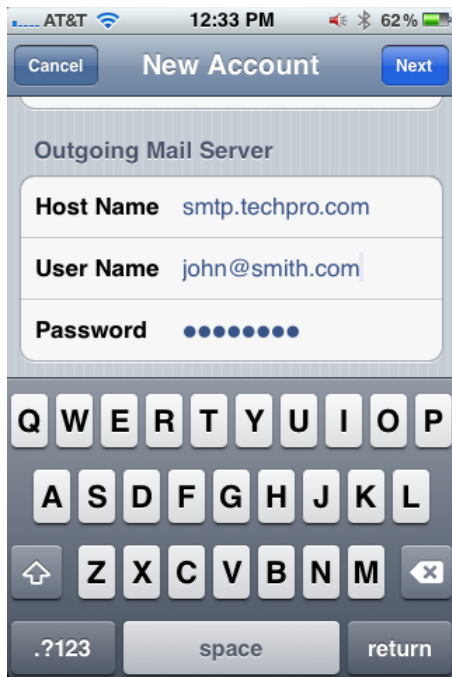 AT&T 12:33 PM 62%
Cancel New Account Next
Outgoing Mail Server
Host Name smtp.techpro.com
User Name john@smith.com
Password ••••••••
Q W E R T Y U I O P
A S D F G H J K L
Z X C V B N M
.?123 space return